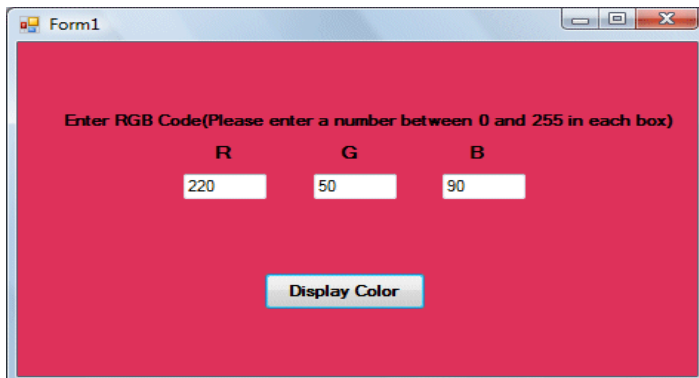 Form1
Enter RGB Code(Please enter a number between 0 and 255 in each box)
R G B
220 50 90
Display Color